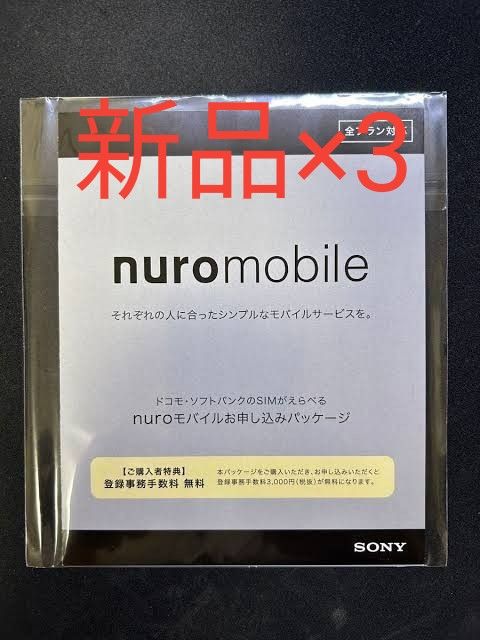 新品×3
全プラン対応
nuromobile
それぞれの人に合ったシンプルなモバイルサービスを。
ドコモ・ソフトバンクのSIMがえらべる
nuroモバイルお申し込みパッケージ
【ご購入者特典】
登録事務手数料 無料
本パッケージをご購入いただき、お申し込みいただくと
登録事務手数料3,000円(税抜)が無料になります。
SONY